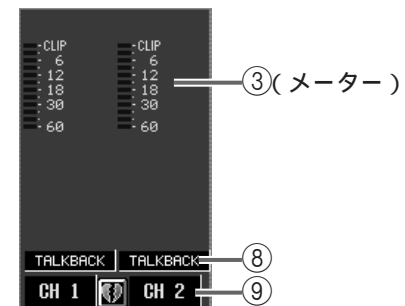 CLIP CLIP
6 6
12 12
18 18
30 30
60 60
③(メーター)
TALKBACK TALKBACK
⑧
CH 1 CH 2
⑨